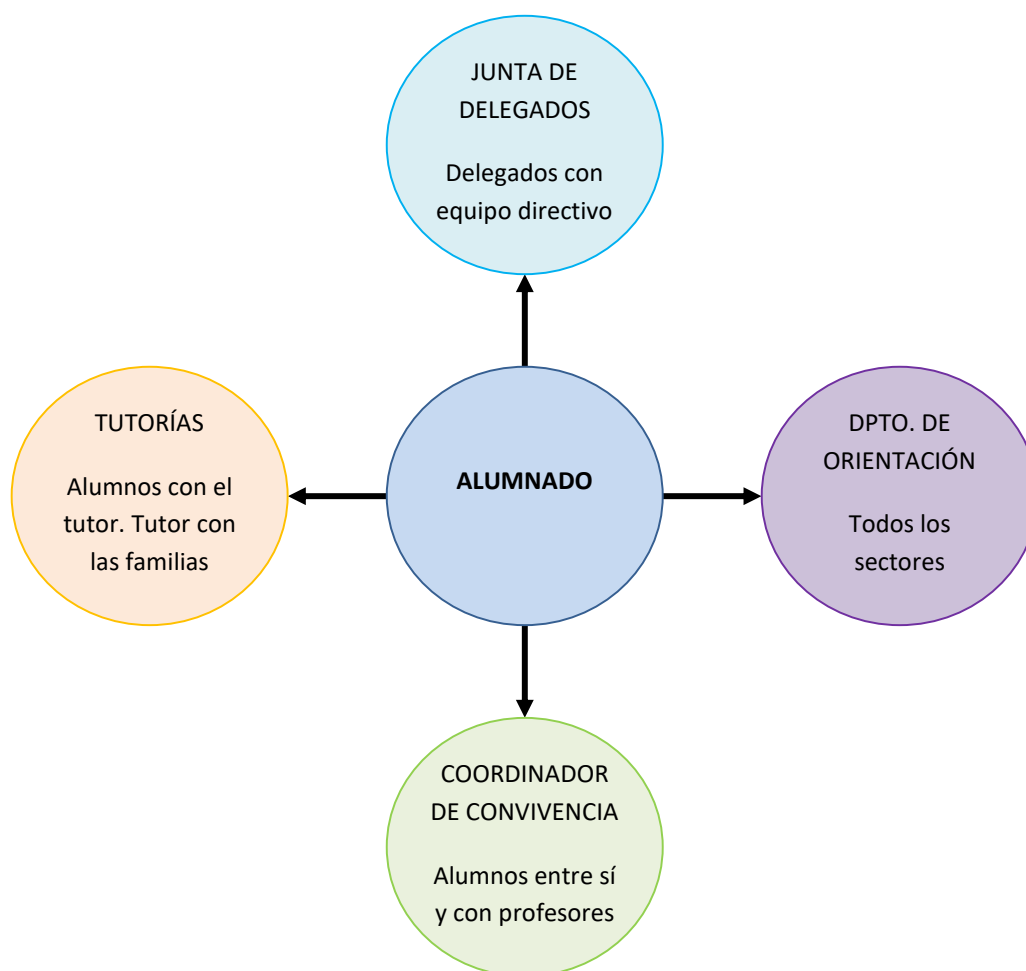 JUNTA DE
DELEGADOS
Delegados con
equipo directivo
TUTORÍAS
Alumnos con el
tutor. Tutor con
las familias
ALUMNADO
DPTO. DE
ORIENTACIÓN
Todos los
sectores
COORDINADOR
DE CONVIVENCIA
Alumnos entre sí
y con profesores